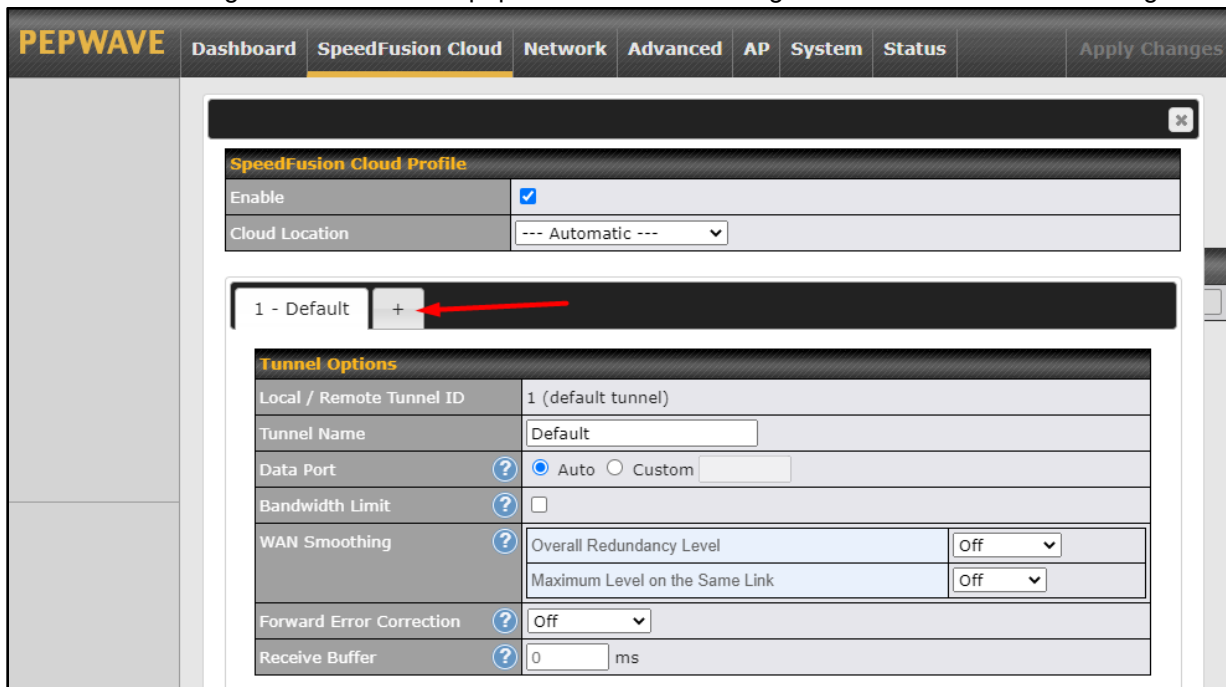 PEPWAVE Dashboard SpeedFusion Cloud Network Advanced AP System Status Apply Changes
SpeedFusion Cloud Profile
Enable
Cloud Location --- Automatic ---
1 - Default +
Tunnel Options
Local / Remote Tunnel ID 1 (default tunnel)
Tunnel Name Default
Data Port ? Auto Custom
Bandwidth Limit ?
WAN Smoothing ? Overall Redundancy Level Off
Maximum Level on the Same Link Off
Forward Error Correction ? Off
Receive Buffer ? 0 ms